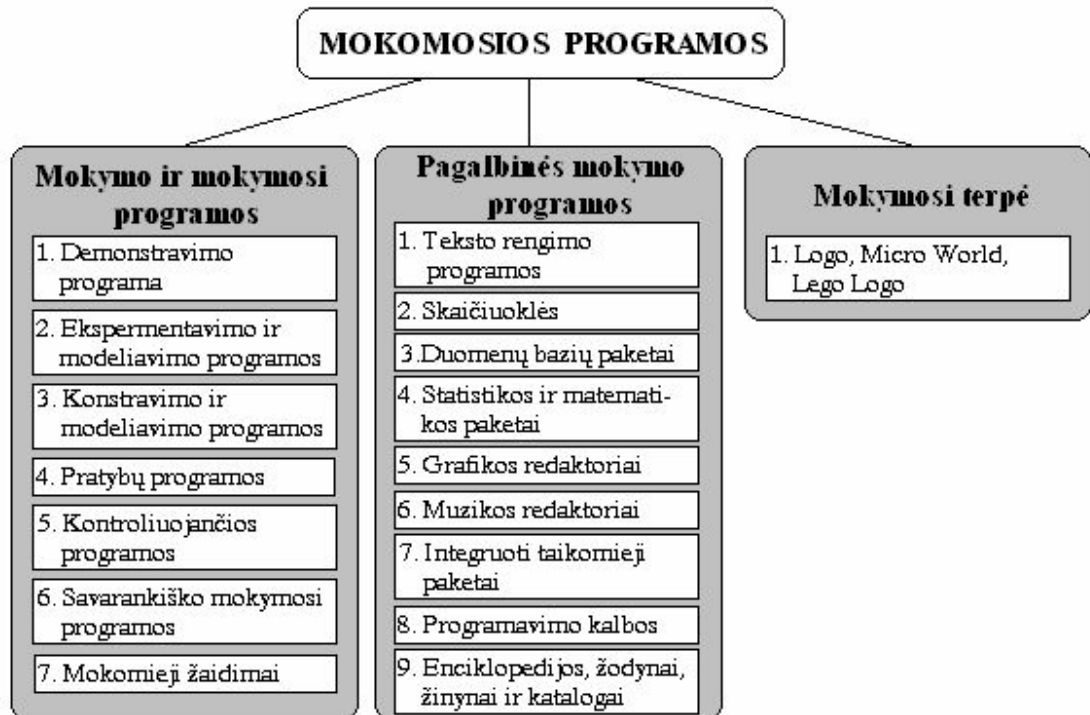 MOKOMOSIOS PROGRAMOS
Mokymo ir mokymosi
programos
1. Demonstravimo
programa
2. Ekspermentavimo ir
modeliavimo programos
3. Konstravimo ir
modeliavimo programos
4. Pratybų programos
5. Kontroliuojančios
programos
6. Savarankiško mokymosi
programos
7. Mokomieji žaidimai
Pagalbinės mokymo
programos
1. Teksto rengimo
programos
2. Skaičiuoklės
3.Duomenų bazių paketai
4. Statistikos ir matemati-
kos paketai
5. Grafikos redaktoriai
6. Muzikos redaktoriai
7. Integruoti taikomieji
paketai
8. Programavimo kalbos
9. Enciklopedijos, žodynai,
žinynai ir katalogai
Mokymosi terpė
1. Logo, Micro World,
Lego Logo